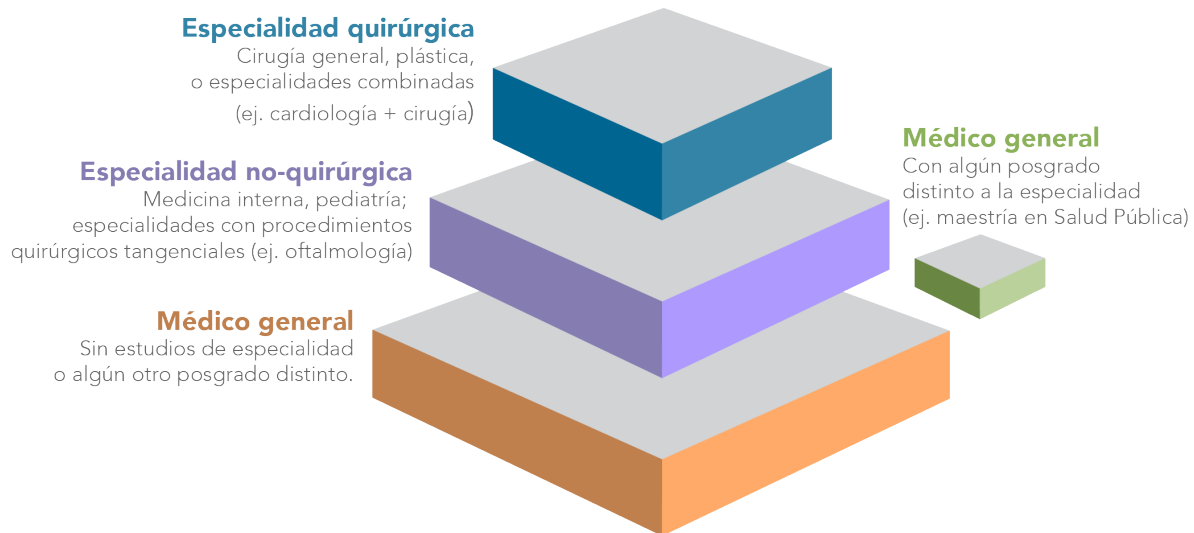 Especialidad quirúrgica
Cirugía general, plástica,
o especialidades combinadas
(ej. cardiología + cirugía)
Especialidad no-quirúrgica
Medicina interna, pediatría;
especialidades con procedimientos
quirúrgicos tangenciales (ej. oftalmología)
Médico general
Sin estudios de especialidad
o algún otro posgrado distinto.
Médico general
Con algún posgrado
distinto a la especialidad
(ej. maestría en Salud Pública)